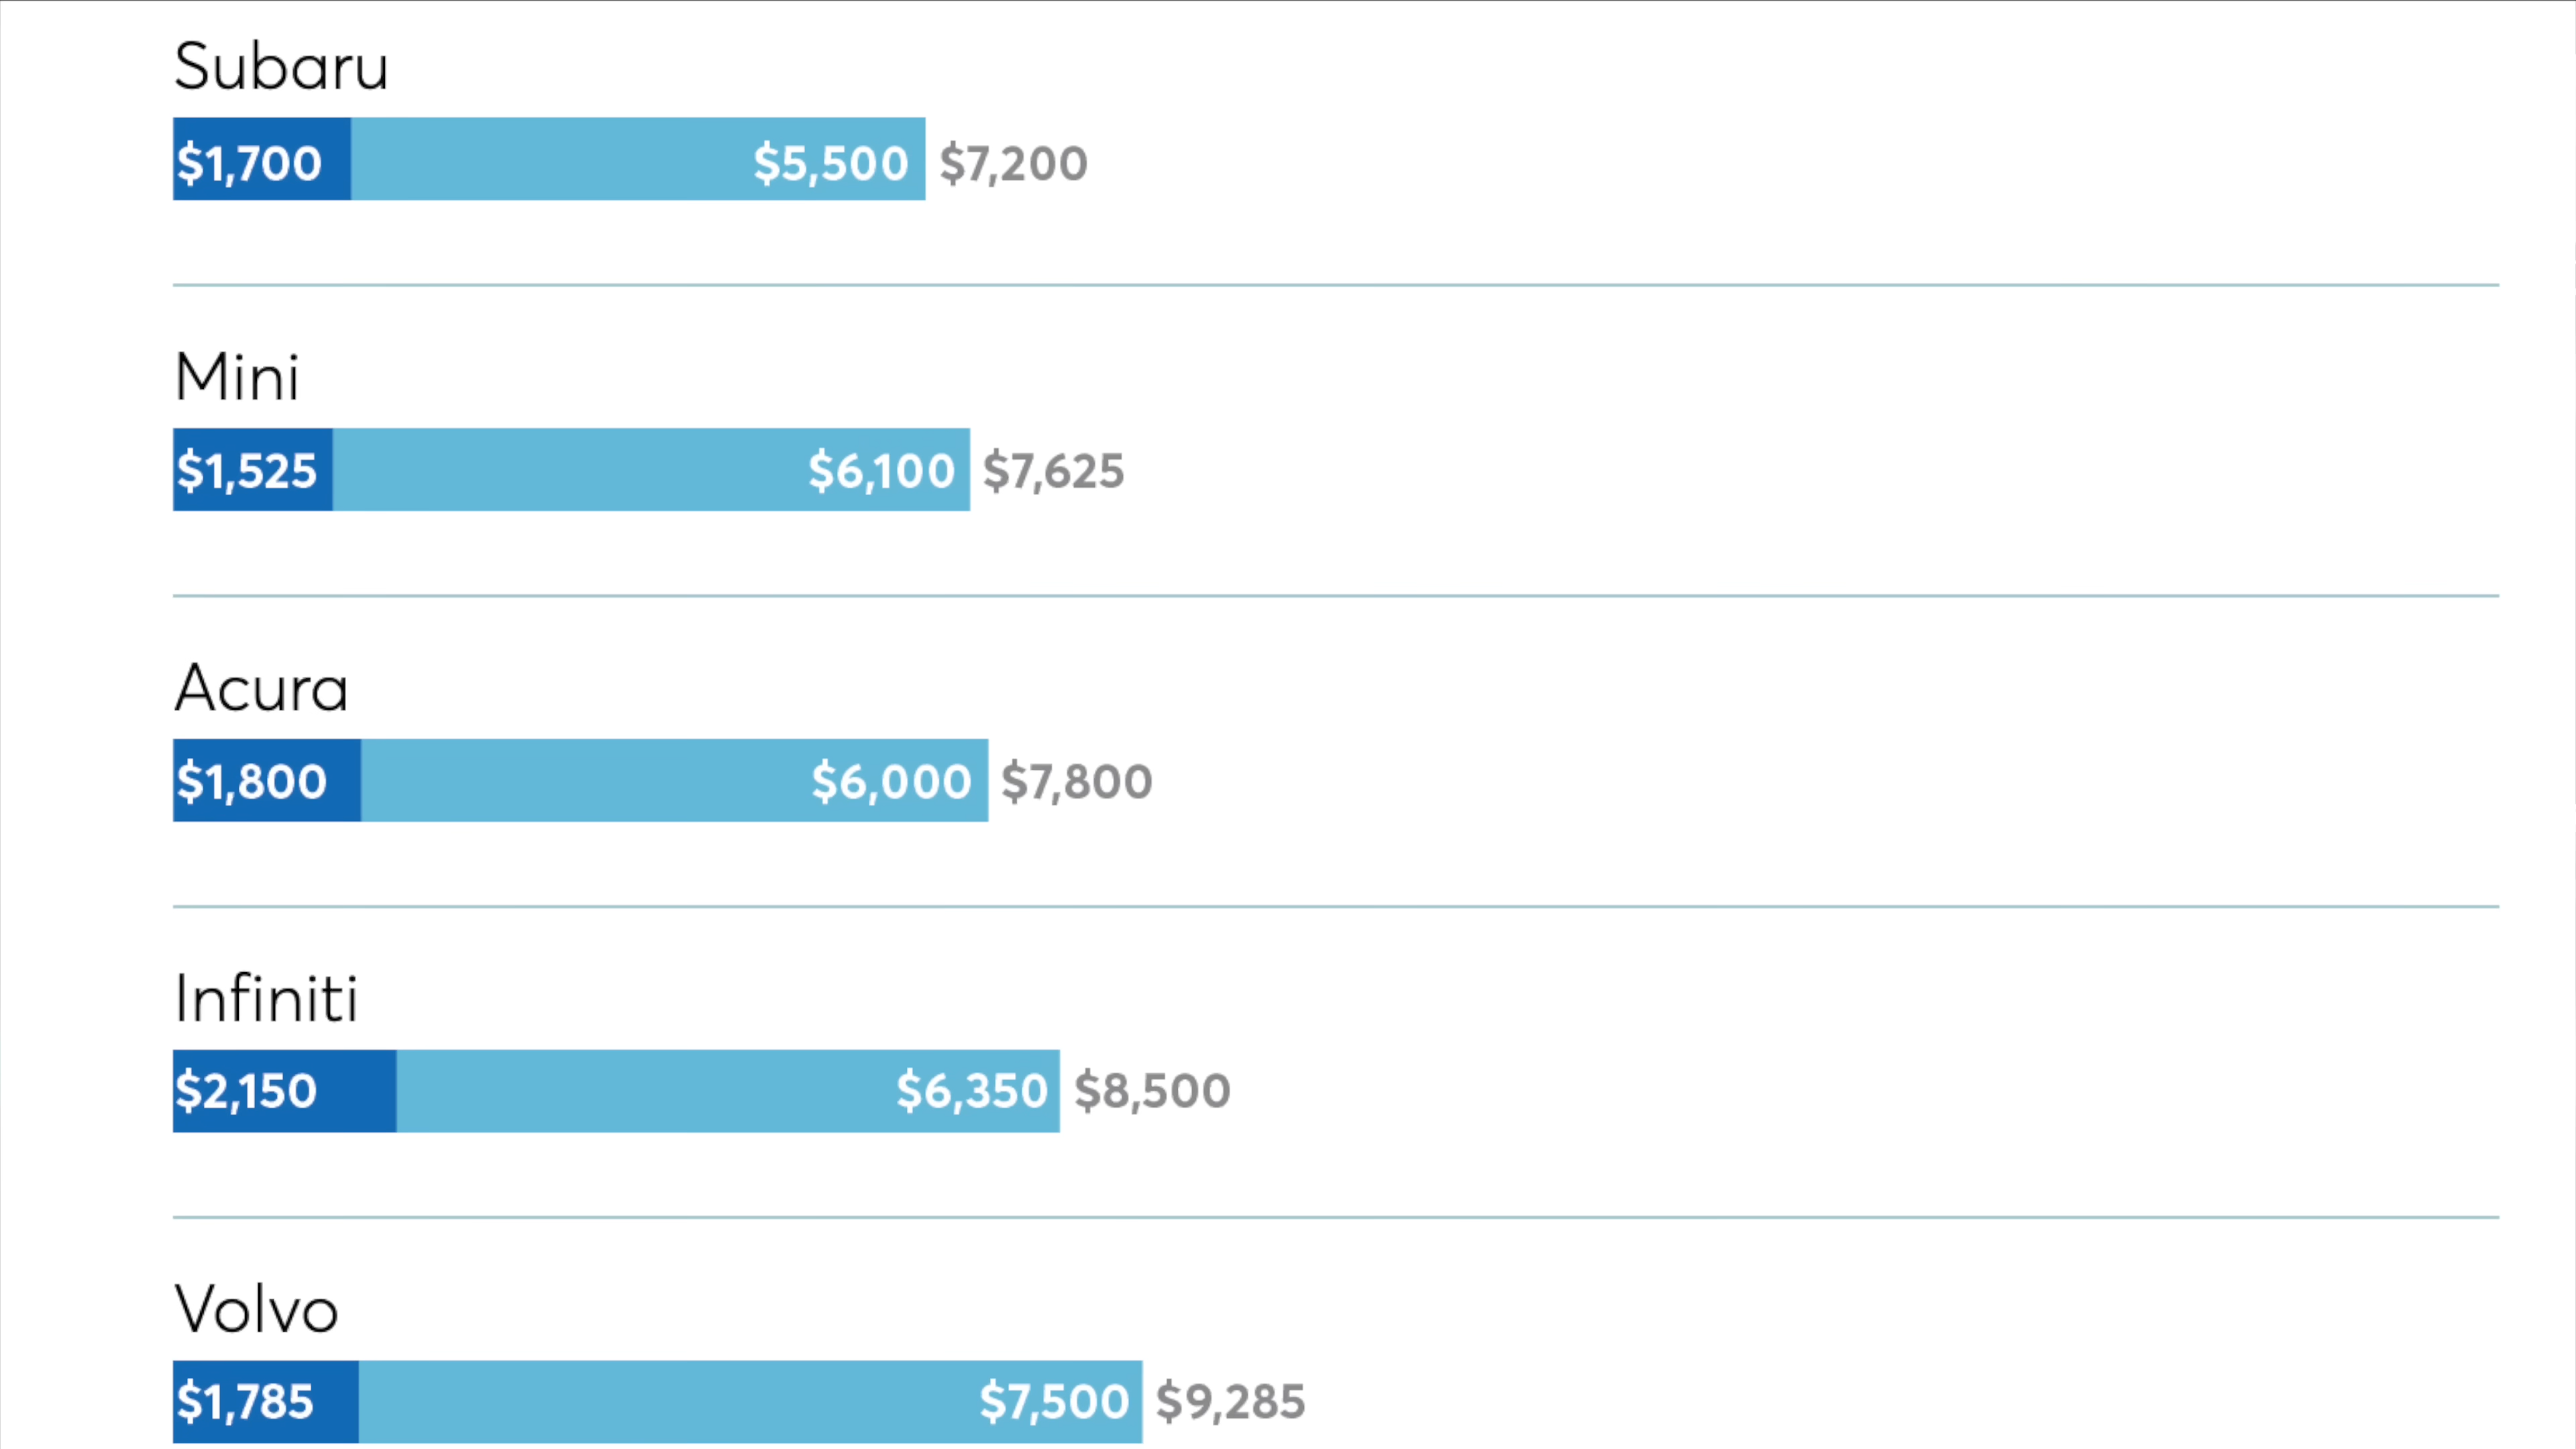 Subaru
$1,700 $5,500 $7,200
Mini
$1,525 $6,100 $7,625
Acura
$1,800 $6,000 $7,800
Infiniti
$2,150 $6,350 $8,500
Volvo
$1,785 $7,500 $9,285